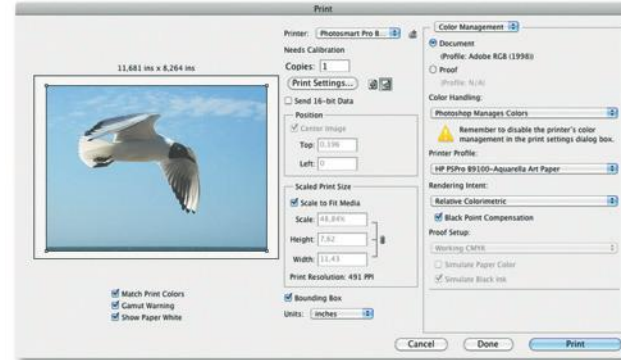 Print
11,681 ins x 8,264 ins
Match Print Colors
Gamut Warning
Show Paper White
Printer: Photosmart Pro B...
Needs Calibration
Copies: 1
Print Settings...
Send 16-bit Data
Position
Center Image
Top: 0,196
Left: 0
Scaled Print Size
Scale to Fit Media
Scale: 48,84%
Height: 7,62
Width: 11,43
Print Resolution: 491 PPI
Bounding Box
Units: inches
Color Management
Document
(Profile: Adobe RGB (1998))
Proof
(Profile: N/A)
Color Handling:
Photoshop Manages Colors
Remember to disable the printer's color
management in the print settings dialog box.
Printer Profile:
HP PSPro B9100-Aquarella Art Paper
Rendering Intent:
Relative Colorimetric
Black Point Compensation
Proof Setup:
Working CMYK
Simulate Paper Color
Simulate Black Ink
Cancel
Done
Print